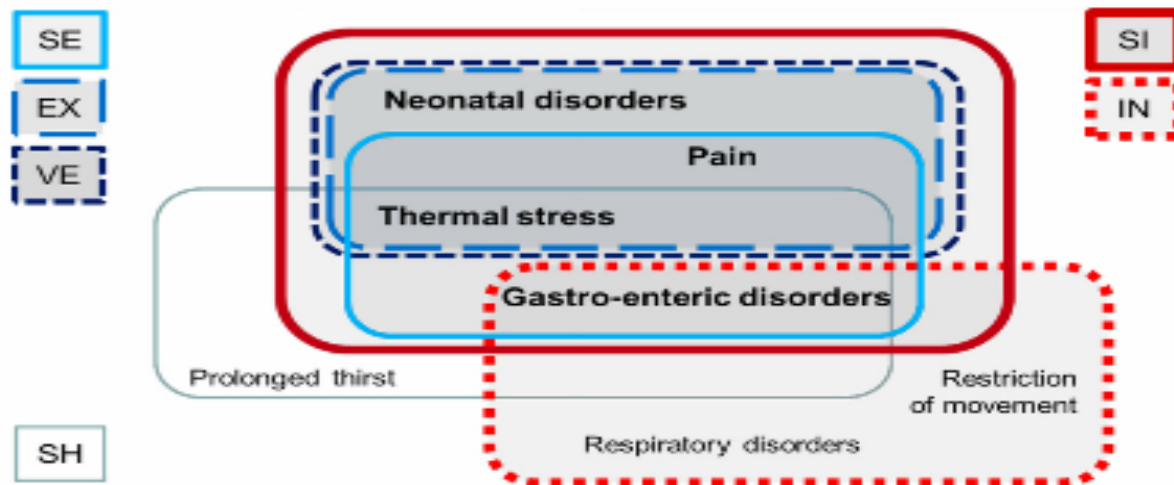 SE
EX
VE
SI
IN
Neonatal disorders
Pain
Thermal stress
Gastro-enteric disorders
Prolonged thirst
Restriction
of movement
Respiratory disorders
SH